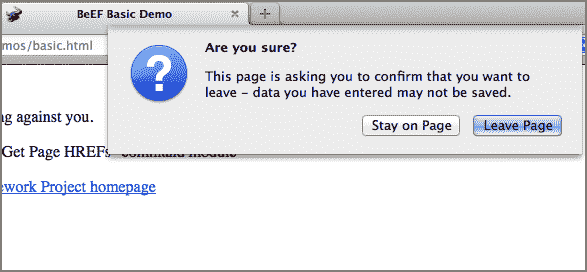 BeEF Basic Demo
mos/basic.html
Are you sure?
This page is asking you to confirm that you want to
leave – data you have entered may not be saved.
Stay on Page
Leave Page
ng against you.
Get Page HREFs" command module
ework Project homepage